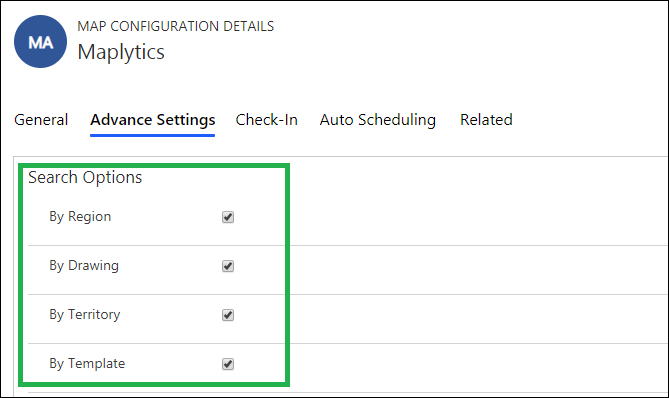 MA
MAP CONFIGURATION DETAILS
Maplytics
General Advance Settings Check-In Auto Scheduling Related
Search Options
By Region
By Drawing
By Territory
By Template